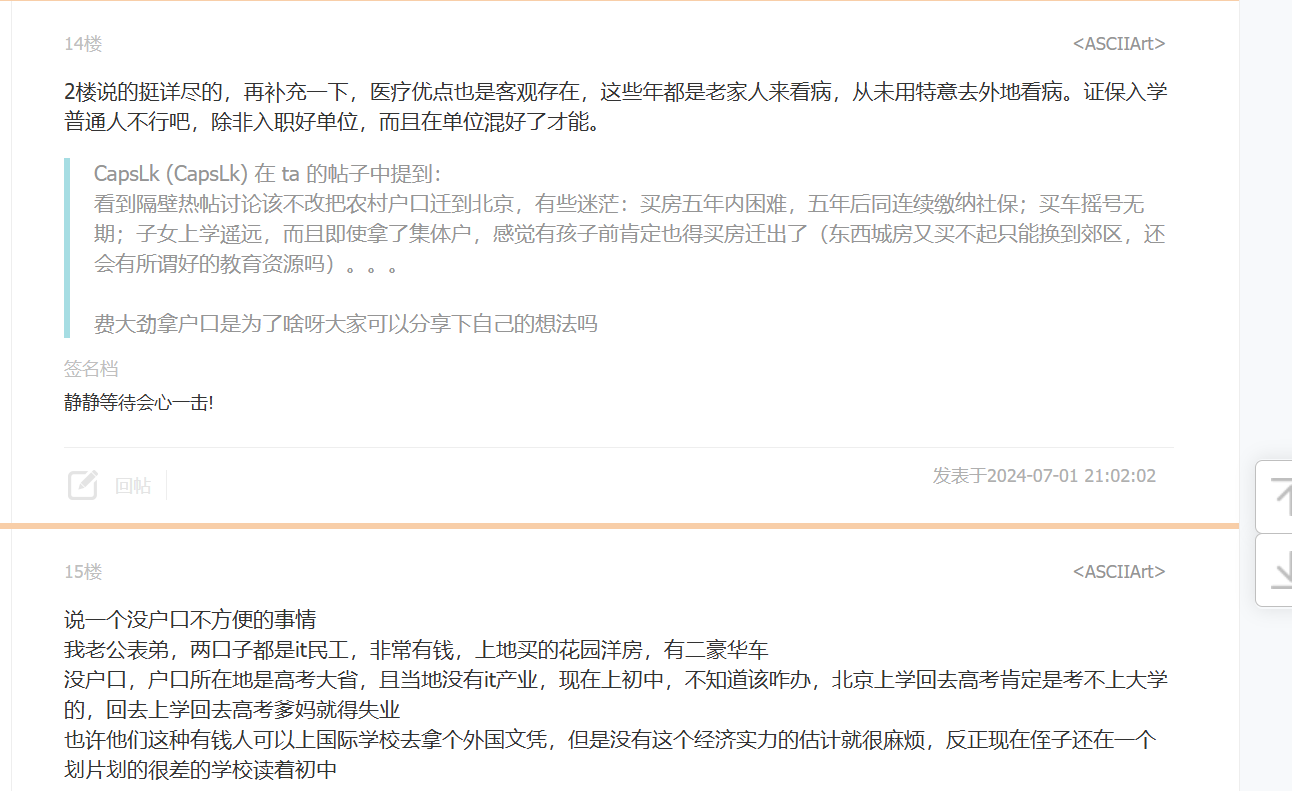 14楼 <ASCIIArt>
2楼说的挺详尽的，再补充一下，医疗优点也是客观存在，这些年都是老家人来看病，从未用特意去外地看病。证保入学
普通人不行吧，除非入职好单位，而且在单位混好了才能。
CapsLk (CapsLk) 在 ta 的帖子中提到：
看到隔壁热帖讨论该不改把农村户口迁到北京，有些迷茫：买房五年内困难，五年后同连续缴纳社保；买车摇号无
期；子女上学遥远，而且即使拿了集体户，感觉有孩子前肯定也得买房迁出了（东西城房又买不起只能换到郊区，还
会有所谓好的教育资源吗）。。。
费大劲拿户口是为了啥呀大家可以分享下自己的想法吗
签名档
静静等待会心一击!
回帖 发表于2024-07-01 21:02:02
15楼 <ASCIIArt>
说一个没户口不方便的事情
我老公表弟，两口子都是it民工，非常有钱，上地买的花园洋房，有二豪华车
没户口，户口所在地是高考大省，且当地没有it产业，现在上初中，不知道该咋办，北京上学回去高考肯定是考不上大学
的，回去上学回去高考爹妈就得失业
也许他们这种有钱人可以上国际学校去拿个外国文凭，但是没有这个经济实力的估计就很麻烦，反正现在侄子还在一个
划片划的很差的学校读着初中